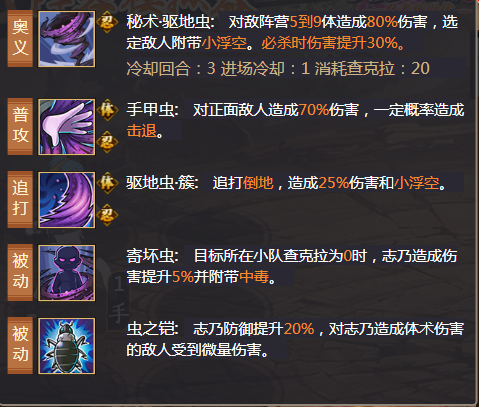 奥义
忍
秘术·驱地虫: 对敌阵营5到9体造成80%伤害，选
定敌人附带小浮空。必杀时伤害提升30%。
冷却回合：3 进场冷却：1 消耗查克拉：20
普攻
体
忍
手甲虫: 对正面敌人造成70%伤害，一定概率造成
击退。
追打
体
忍
驱地虫·簇: 追打倒地，造成25%伤害和小浮空。
被动
寄坏虫: 目标所在小队查克拉为0时，志乃造成伤
害提升5%并附带中毒。
1
手
被动
虫之铠: 志乃防御提升20%，对志乃造成体术伤害
的敌人受到微量伤害。